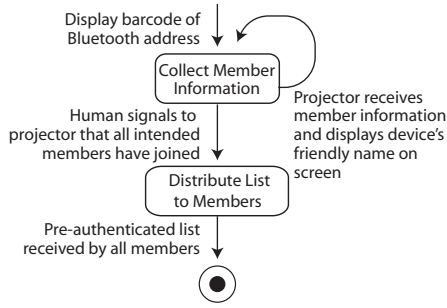 Display barcode of
Bluetooth address
Collect Member
Information
Projector receives
member information
and displays device's
friendly name on
screen
Human signals to
projector that all intended
members have joined
Distribute List
to Members
Pre-authenticated list
received by all members